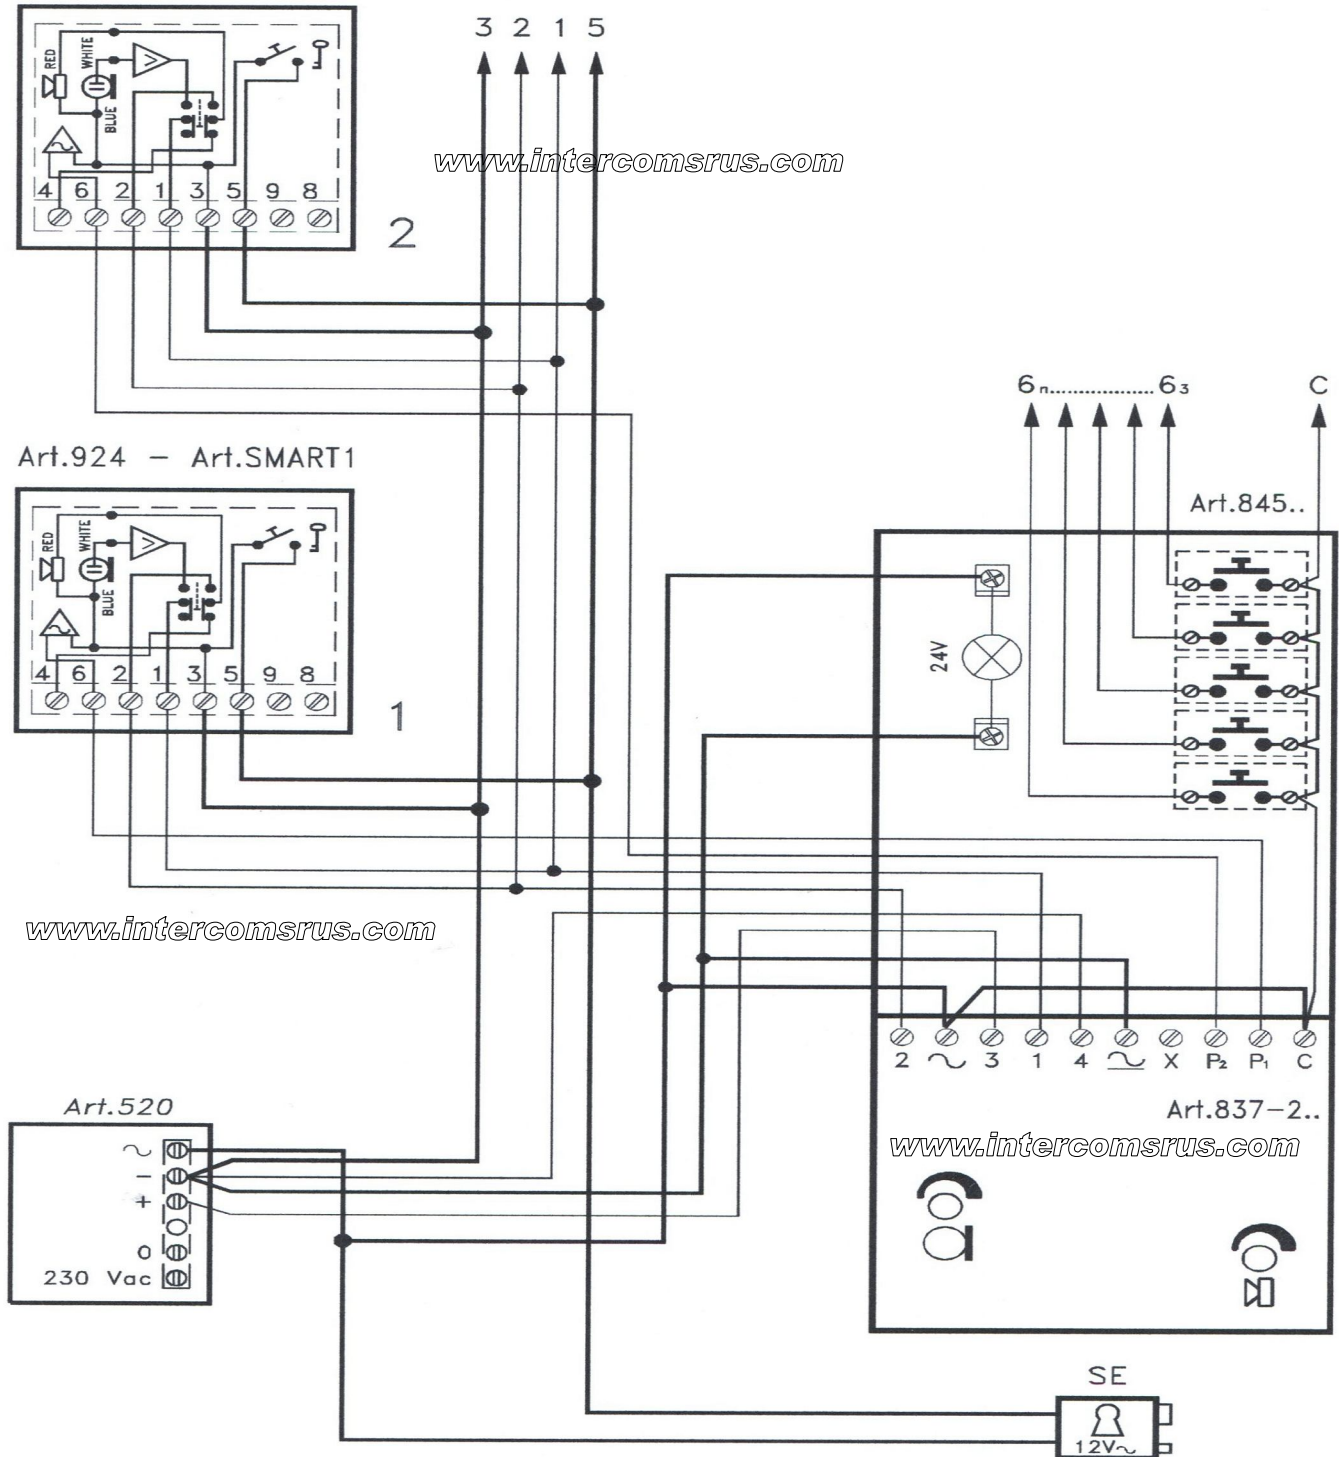 3 2 1 5
RED
WHITE
BLUE
4 6 2 1 3 5 9 8
2
www.intercomsrus.com
6n....................63
C
Art.924 - Art.SMART1
Art.845..
RED
WHITE
BLUE
4 6 2 1 3 5 9 8
1
24V
www.intercomsrus.com
2 3 1 4 X P2 P1 C
Art.837-2..
www.intercomsrus.com
Art.520
-
+
0
230 Vac
SE
12V~